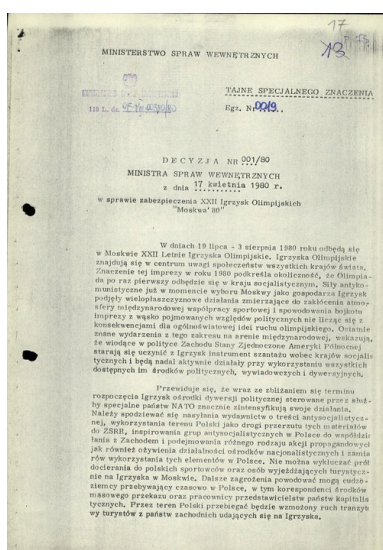 17
13
MINISTERSTWO SPRAW WEWNĘTRZNYCH
TAJNE SPECJALNEGO ZNACZENIA
Egz. Nr 0019..
DECYZJA NR 001/80
MINISTRA SPRAW WEWNĘTRZNYCH
z dnia 17 kwietnia 1980 r.
w sprawie zabezpieczenia XXII Igrzysk Olimpijskich
"Moskwa' 80"
W dniach 19 lipca - 3 sierpnia 1980 roku odbędą się
w Moskwie XXII Letnie Igrzyska Olimpijskie. Igrzyska Olimpijskie
znajdują się w centrum uwagi społeczeństw wszystkich krajów świata.
Znaczenie tej imprezy w roku 1980 podkreśla okoliczność, że Olimpia-
da po raz pierwszy odbędzie się w kraju socjalistycznym. Siły antyko-
munistyczne już w momencie wyboru Moskwy jako gospodarza Igrzysk
podjęły wielopłaszczyznowe działania zmierzające do zakłócenia atmo-
sfery międzynarodowej współpracy sportowej i spowodowania bojkotu
imprezy z wąsko pojmowanych względów politycznych nie licząc się z
konsekwencjami dla ogólnoświatowej idei ruchu olimpijskiego. Ostatnie
znane wydarzenia z tego zakresu na arenie międzynarodowej, wskazują,
że wiodące w polityce Zachodu Stany Zjednoczone Ameryki Północnej
starają się uczynić z Igrzysk instrument szantażu wobec krajów socjalis-
tycznych i będą nadal aktywnie działały przy wykorzystaniu wszystkich
dostępnych im środków politycznych, wywiadowczych i dywersyjnych.
Przewiduje się, że wraz ze zbliżaniem się terminu
rozpoczęcia Igrzysk ośrodki dywersji politycznej sterowane przez służ-
by specjalne państw NATO znacznie zintensyfikują swoje działania.
Należy spodziewać się nasyłania wydawnictw o treści antysocjalistycz-
nej, wykorzystania terenu Polski jako drogi przerzutu tych materiałów
do ZSRR, inspirowania grup antysocjalistycznych w Polsce do współdzia-
łania z Zachodem i podejmowania różnego rodzaju akcji propagandowych
jak również ożywienia działalności ośrodków nacjonalistycznych i zamia-
rów wykorzystania tych elementów w Polsce. Nie można wykluczać prób
docierania do polskich sportowców oraz osób wyjeżdżających turystycz-
nie na Igrzyska w Moskwie. Dalsze zagrożenia powodować mogą cudzo-
ziemcy przebywający czasowo w Polsce, w tym korespondenci środków
masowego przekazu oraz pracownicy przedstawicielstw państw kapitalis-
tycznych. Przez teren Polski przebiegać będzie wzmożony ruch tranzyto-
wy turystów z państw zachodnich udających się na Igrzyska.